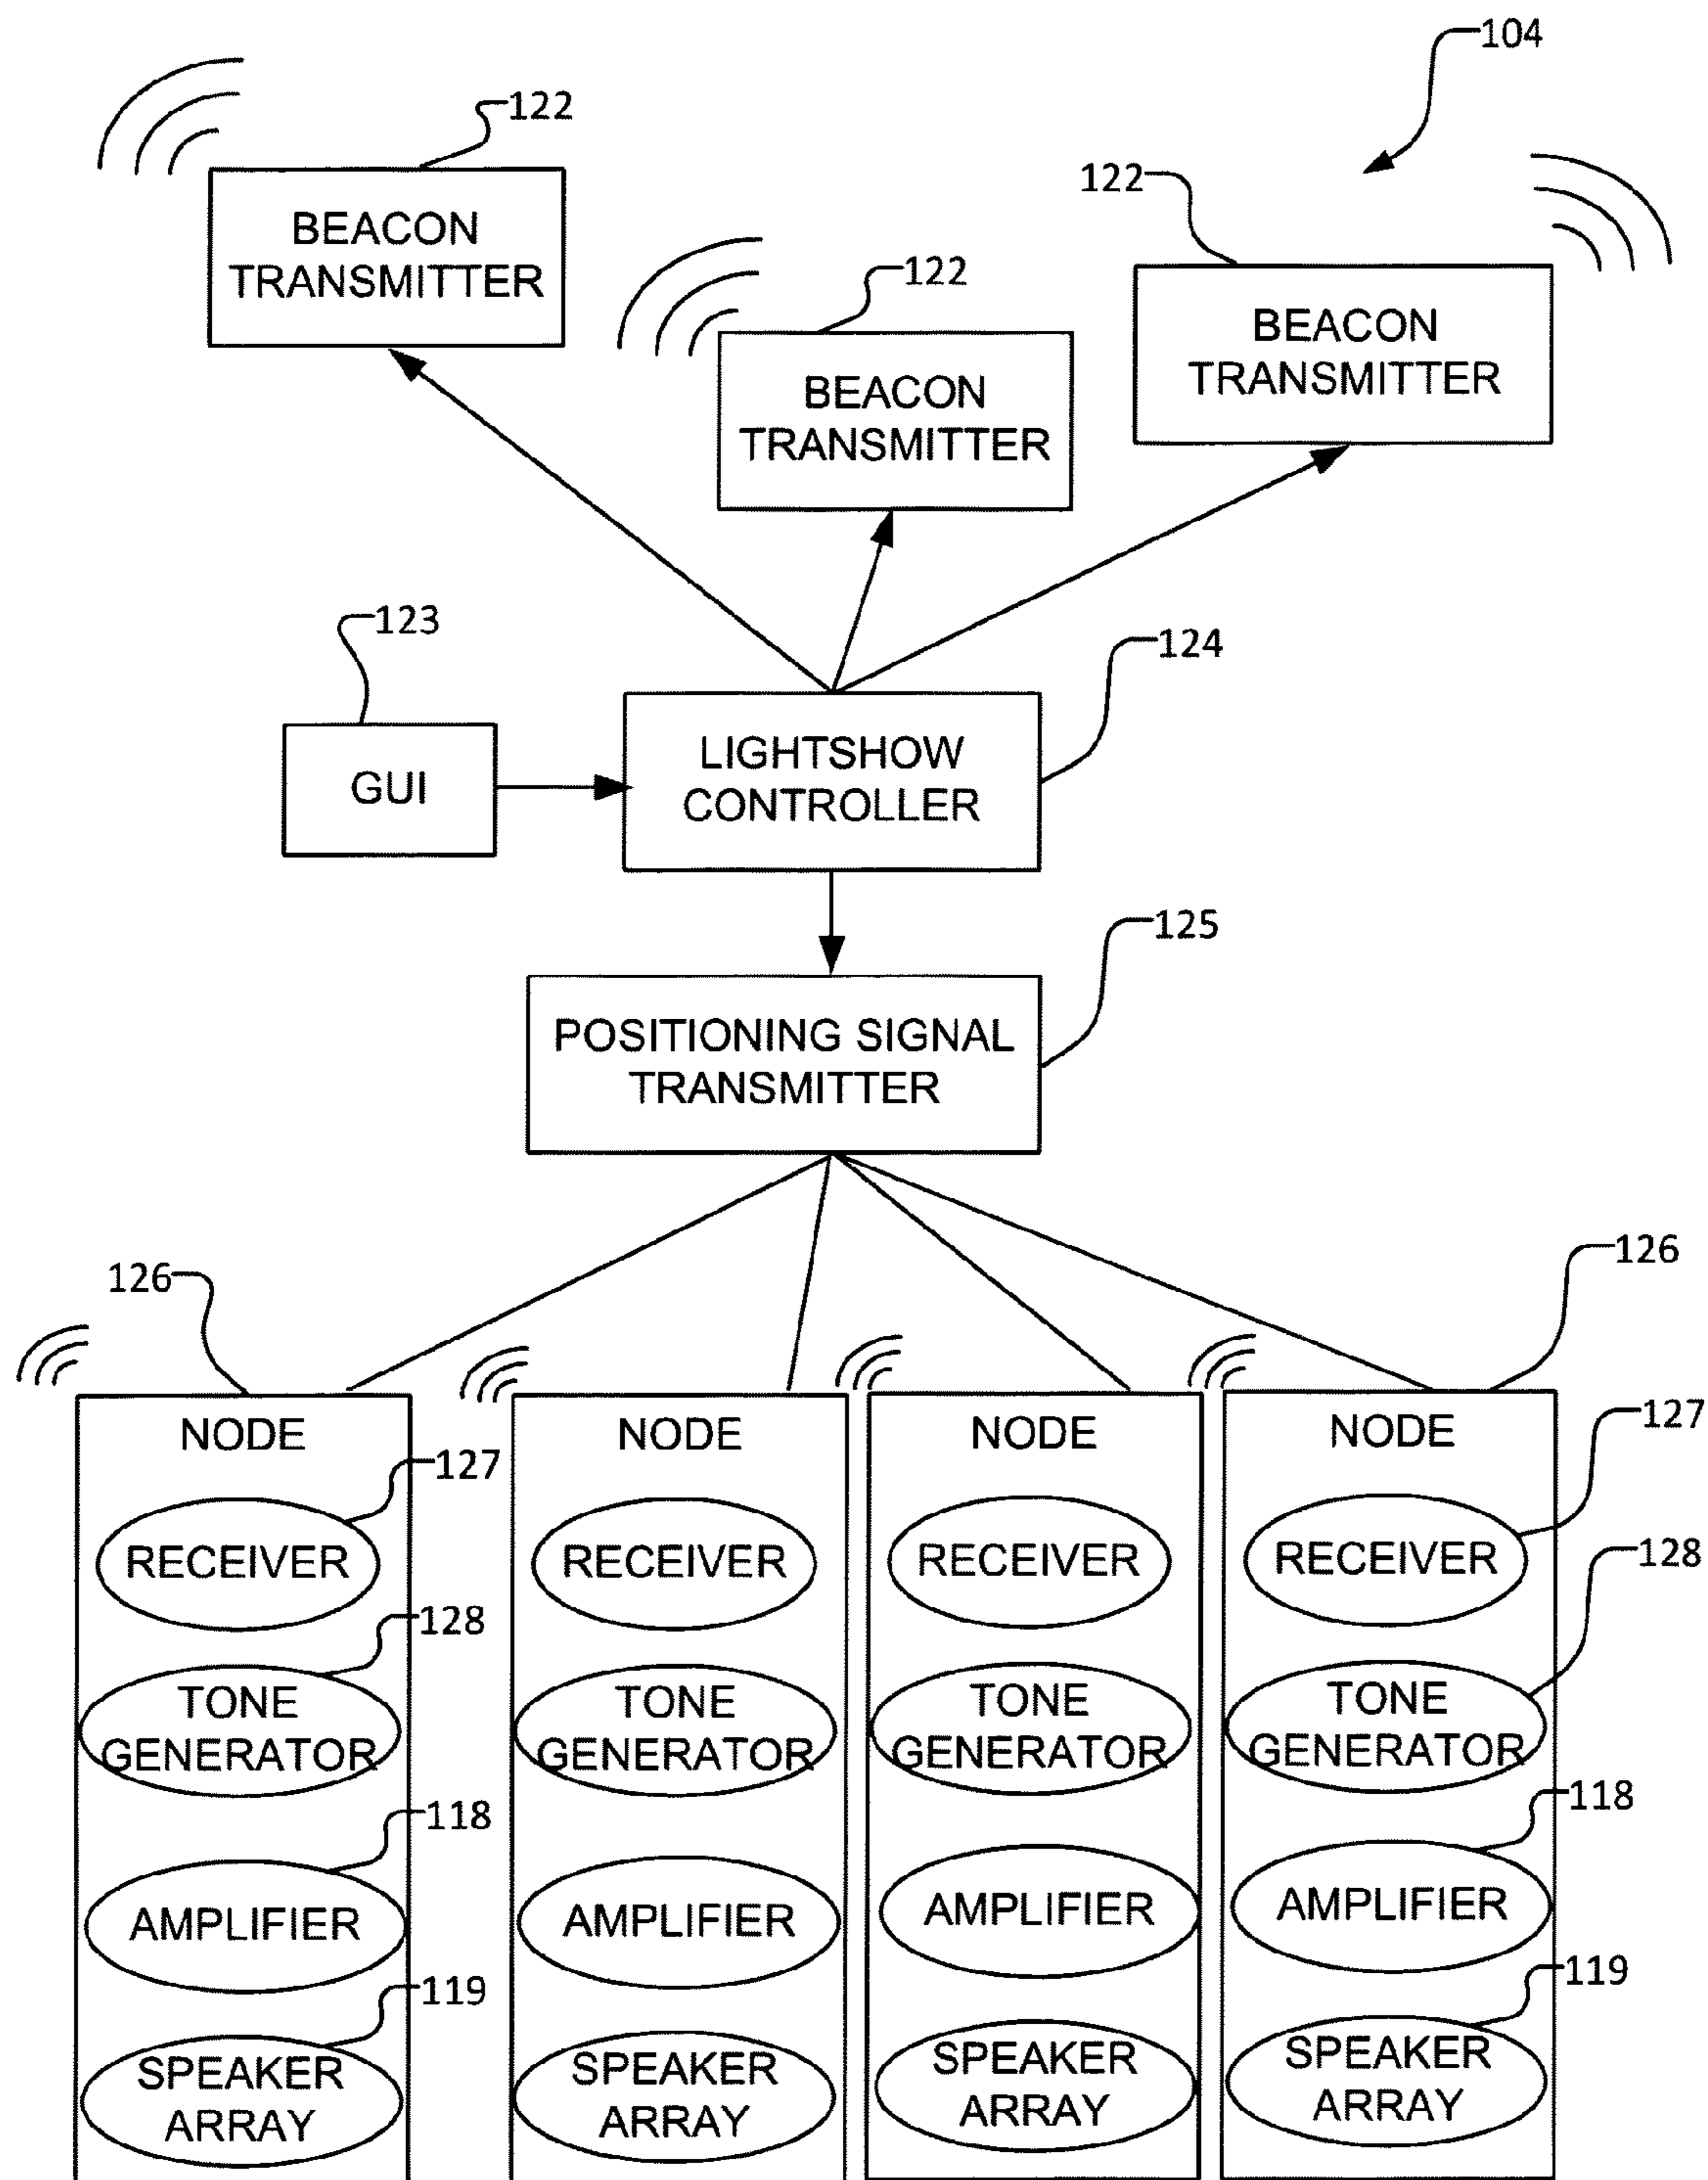 104
122
122
BEACON
TRANSMITTER
122
BEACON
TRANSMITTER
BEACON
TRANSMITTER
123
124
GUI
LIGHTSHOW
CONTROLLER
125
POSITIONING SIGNAL
TRANSMITTER
126
126
NODE
NODE
NODE
NODE
127
127
RECEIVER
RECEIVER
RECEIVER
RECEIVER
128
128
TONE
GENERATOR
TONE
GENERATOR
TONE
GENERATOR
TONE
GENERATOR
118
118
AMPLIFIER
AMPLIFIER
AMPLIFIER
AMPLIFIER
119
119
SPEAKER
ARRAY
SPEAKER
ARRAY
SPEAKER
ARRAY
SPEAKER
ARRAY